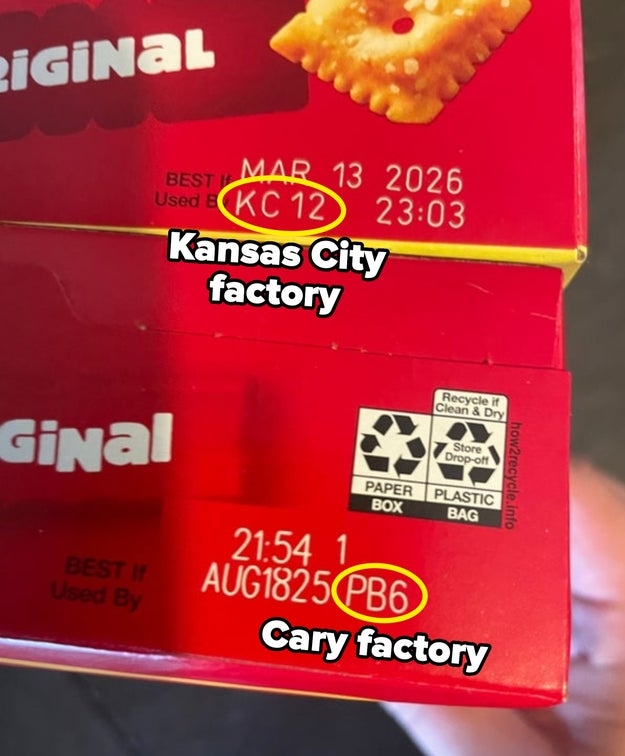 RiGiNaL
BEST If MAR 13 2026
Used By KC 12 23:03
Kansas City
factory
GiNal
Recycle if
Clean & Dry
Store
Drop-off
how2recycle.info
PAPER PLASTIC
BOX BAG
21:54 1
BEST If AUG1825 PB6
Used By
Cary factory